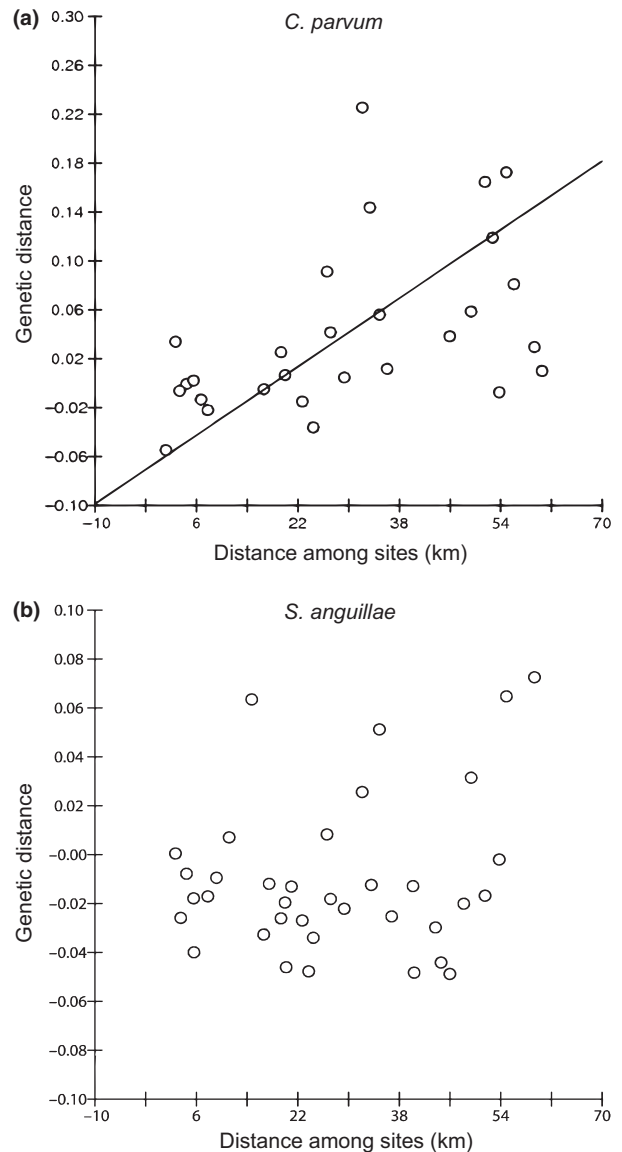 (a) C. parvum
0.30
0.26
0.22
0.18
0.14
0.10
0.06
0.02
−0.02
−0.06
−0.10
Genetic distance
−10 6 22 38 54 70
Distance among sites (km)
(b) S. anguillae
0.10
0.08
0.06
0.04
0.02
−0.00
−0.02
−0.04
−0.06
−0.08
−0.10
Genetic distance
−10 6 22 38 54 70
Distance among sites (km)